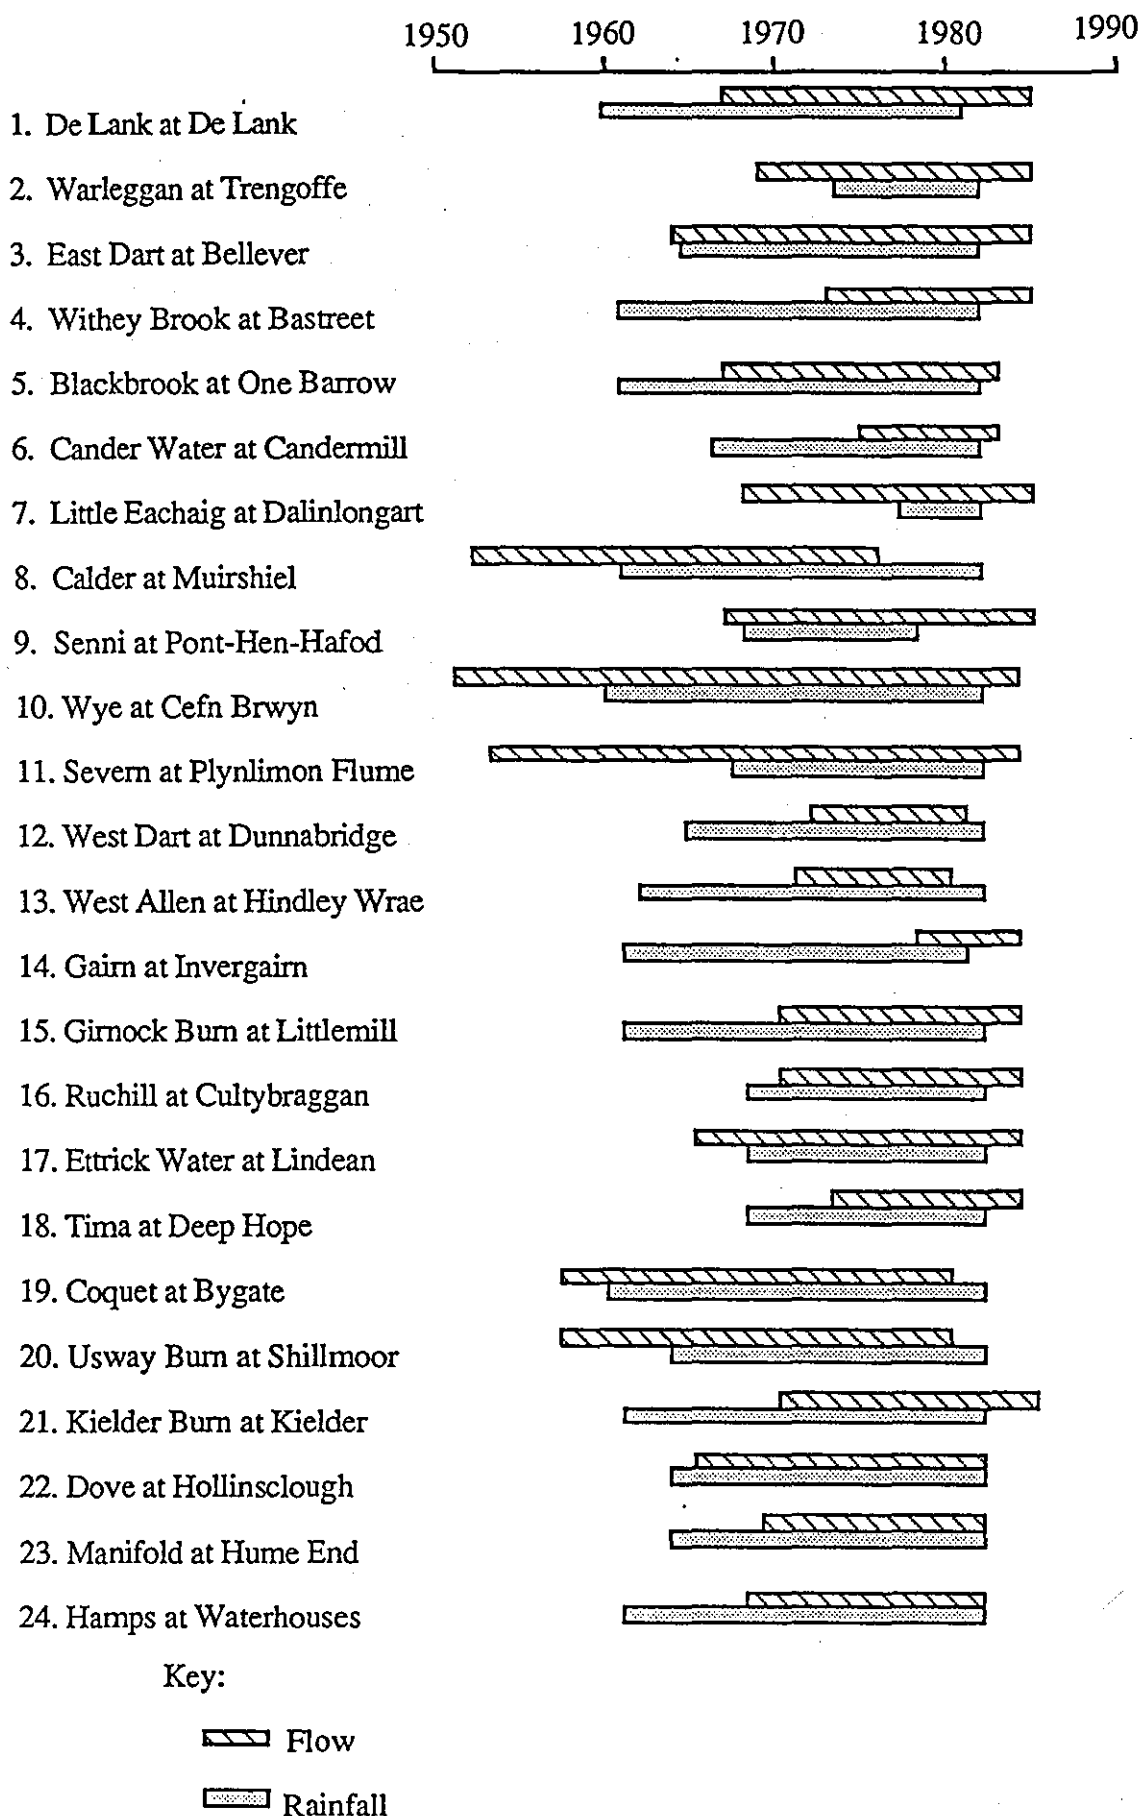 1950 1960 1970 1980 1990
1. De Lank at De Lank
2. Warleggan at Trengoffe
3. East Dart at Bellever
4. Withey Brook at Bastreet
5. Blackbrook at One Barrow
6. Cander Water at Candermill
7. Little Eachaig at Dalinlongart
8. Calder at Muirshiel
9. Senni at Pont-Hen-Hafod
10. Wye at Cefn Brwyn
11. Severn at Plynlimon Flume
12. West Dart at Dunnabridge
13. West Allen at Hindley Wrae
14. Gairn at Invergairn
15. Girnock Burn at Littlemill
16. Ruchill at Cultybraggan
17. Ettrick Water at Lindean
18. Tima at Deep Hope
19. Coquet at Bygate
20. Usway Burn at Shillmoor
21. Kielder Burn at Kielder
22. Dove at Hollinsclough
23. Manifold at Hume End
24. Hamps at Waterhouses
Key:
Flow
Rainfall